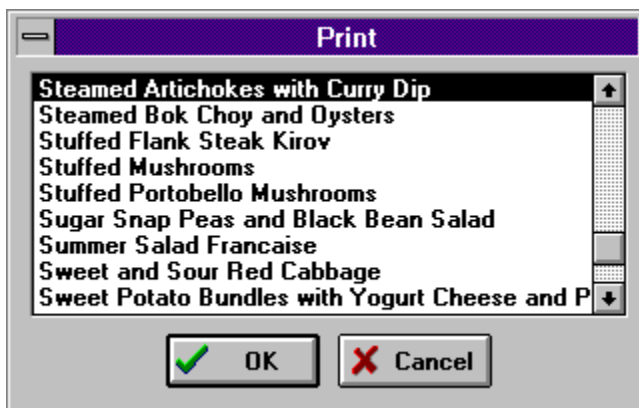 Print
Steamed Artichokes with Curry Dip
Steamed Bok Choy and Oysters
Stuffed Flank Steak Kirov
Stuffed Mushrooms
Stuffed Portobello Mushrooms
Sugar Snap Peas and Black Bean Salad
Summer Salad Francaise
Sweet and Sour Red Cabbage
Sweet Potato Bundles with Yogurt Cheese and P
OK
Cancel